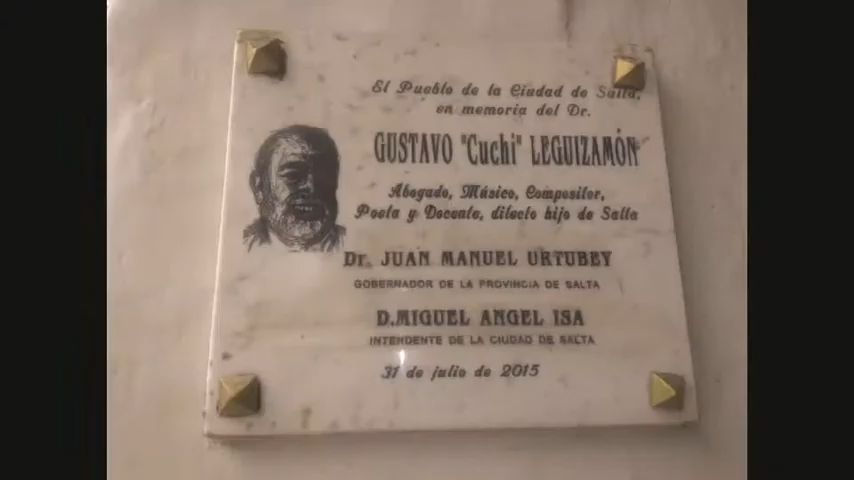 El Pueblo de la Ciudad de Salta,
en memoria del Dr.
GUSTAVO "Cuchi" LEGUIZAMÓN
Abogado, Músico, Compositor,
Poeta y Docente, dilecto hijo de Salta
Dr. JUAN MANUEL URTUBEY
GOBERNADOR DE LA PROVINCIA DE SALTA
D.MIGUEL ANGEL ISA
INTENDENTE DE LA CIUDAD DE SALTA
31 de julio de 2015